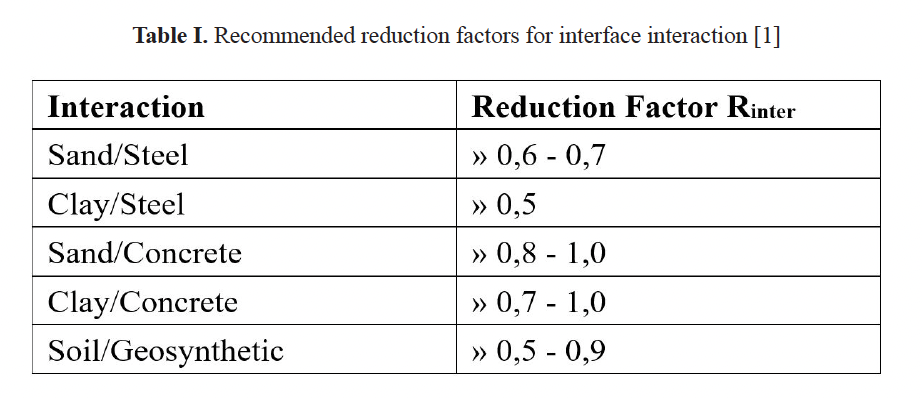 Table I. Recommended reduction factors for interface interaction [1]
Interaction Reduction Factor Rinter
Sand/Steel » 0,6 - 0,7
Clay/Steel » 0,5
Sand/Concrete » 0,8 - 1,0
Clay/Concrete » 0,7 - 1,0
Soil/Geosynthetic » 0,5 - 0,9